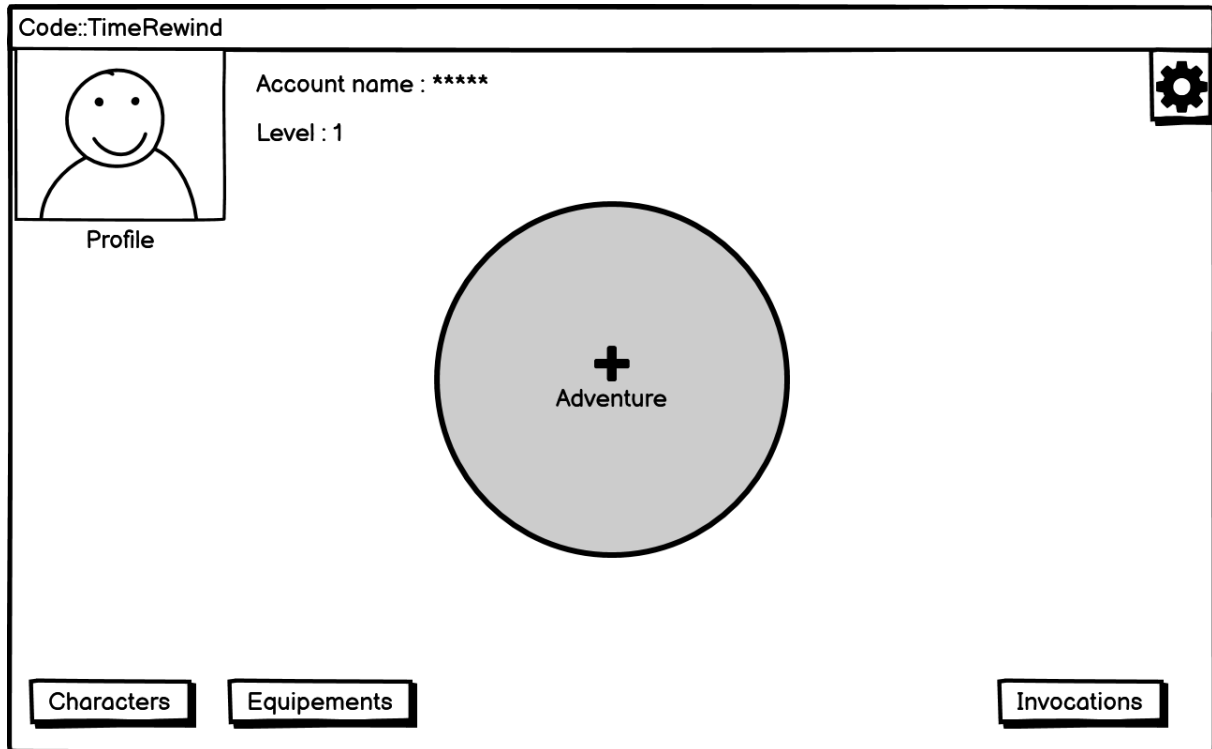 Code::TimeRewind
Account name : *****
Level : 1
Profile
Adventure
Characters
Equipements
Invocations